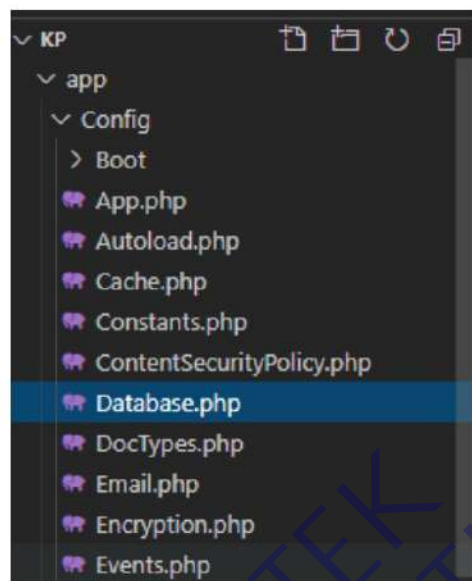 KP
app
Config
Boot
App.php
Autoload.php
Cache.php
Constants.php
ContentSecurityPolicy.php
Database.php
DocTypes.php
Email.php
Encryption.php
Events.php